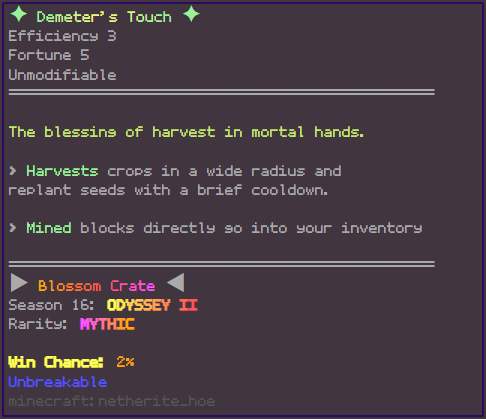 ✦ Demeter's Touch ✦
Efficiency 3
Fortune 5
Unmodifiable
The blessing of harvest in mortal hands.
> Harvests crops in a wide radius and
replant seeds with a brief cooldown.
> Mined blocks directly go into your inventory
▶ Blossom Crate ◀
Season 16: ODYSSEY II
Rarity: MYTHIC
Win Chance: 2%
Unbreakable
minecraft:netherite_hoe